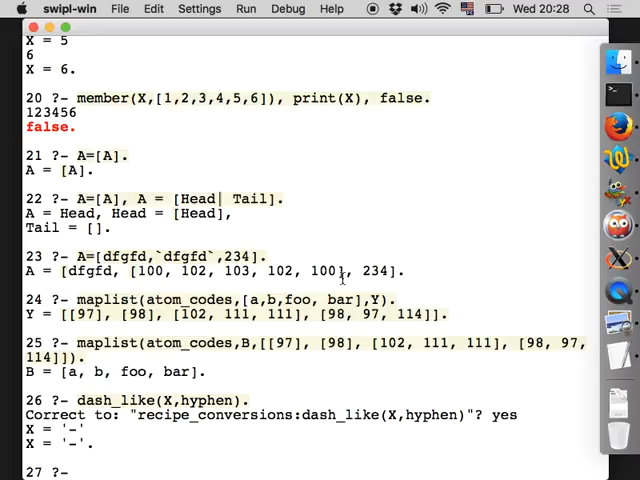 swipl-win File Edit Settings Run Debug Help Wed 20:28
X = 5
6
X = 6.
20 ?- member(X,[1,2,3,4,5,6]), print(X), false.
123456
false.
21 ?- A=[A].
A = [A].
22 ?- A=[A], A = [Head| Tail].
A = Head, Head = [Head],
Tail = [].
23 ?- A=[dfgfd,`dfgfd`,234].
A = [dfgfd, [100, 102, 103, 102, 100], 234].
24 ?- maplist(atom_codes,[a,b,foo, bar],Y).
Y = [[97], [98], [102, 111, 111], [98, 97, 114]].
25 ?- maplist(atom_codes,B,[[97], [98], [102, 111, 111], [98, 97,
114]]).
B = [a, b, foo, bar].
26 ?- dash_like(X,hyphen).
Correct to: "recipe_conversions:dash_like(X,hyphen)"? yes
X = '-'
X = '-'.
27 ?-